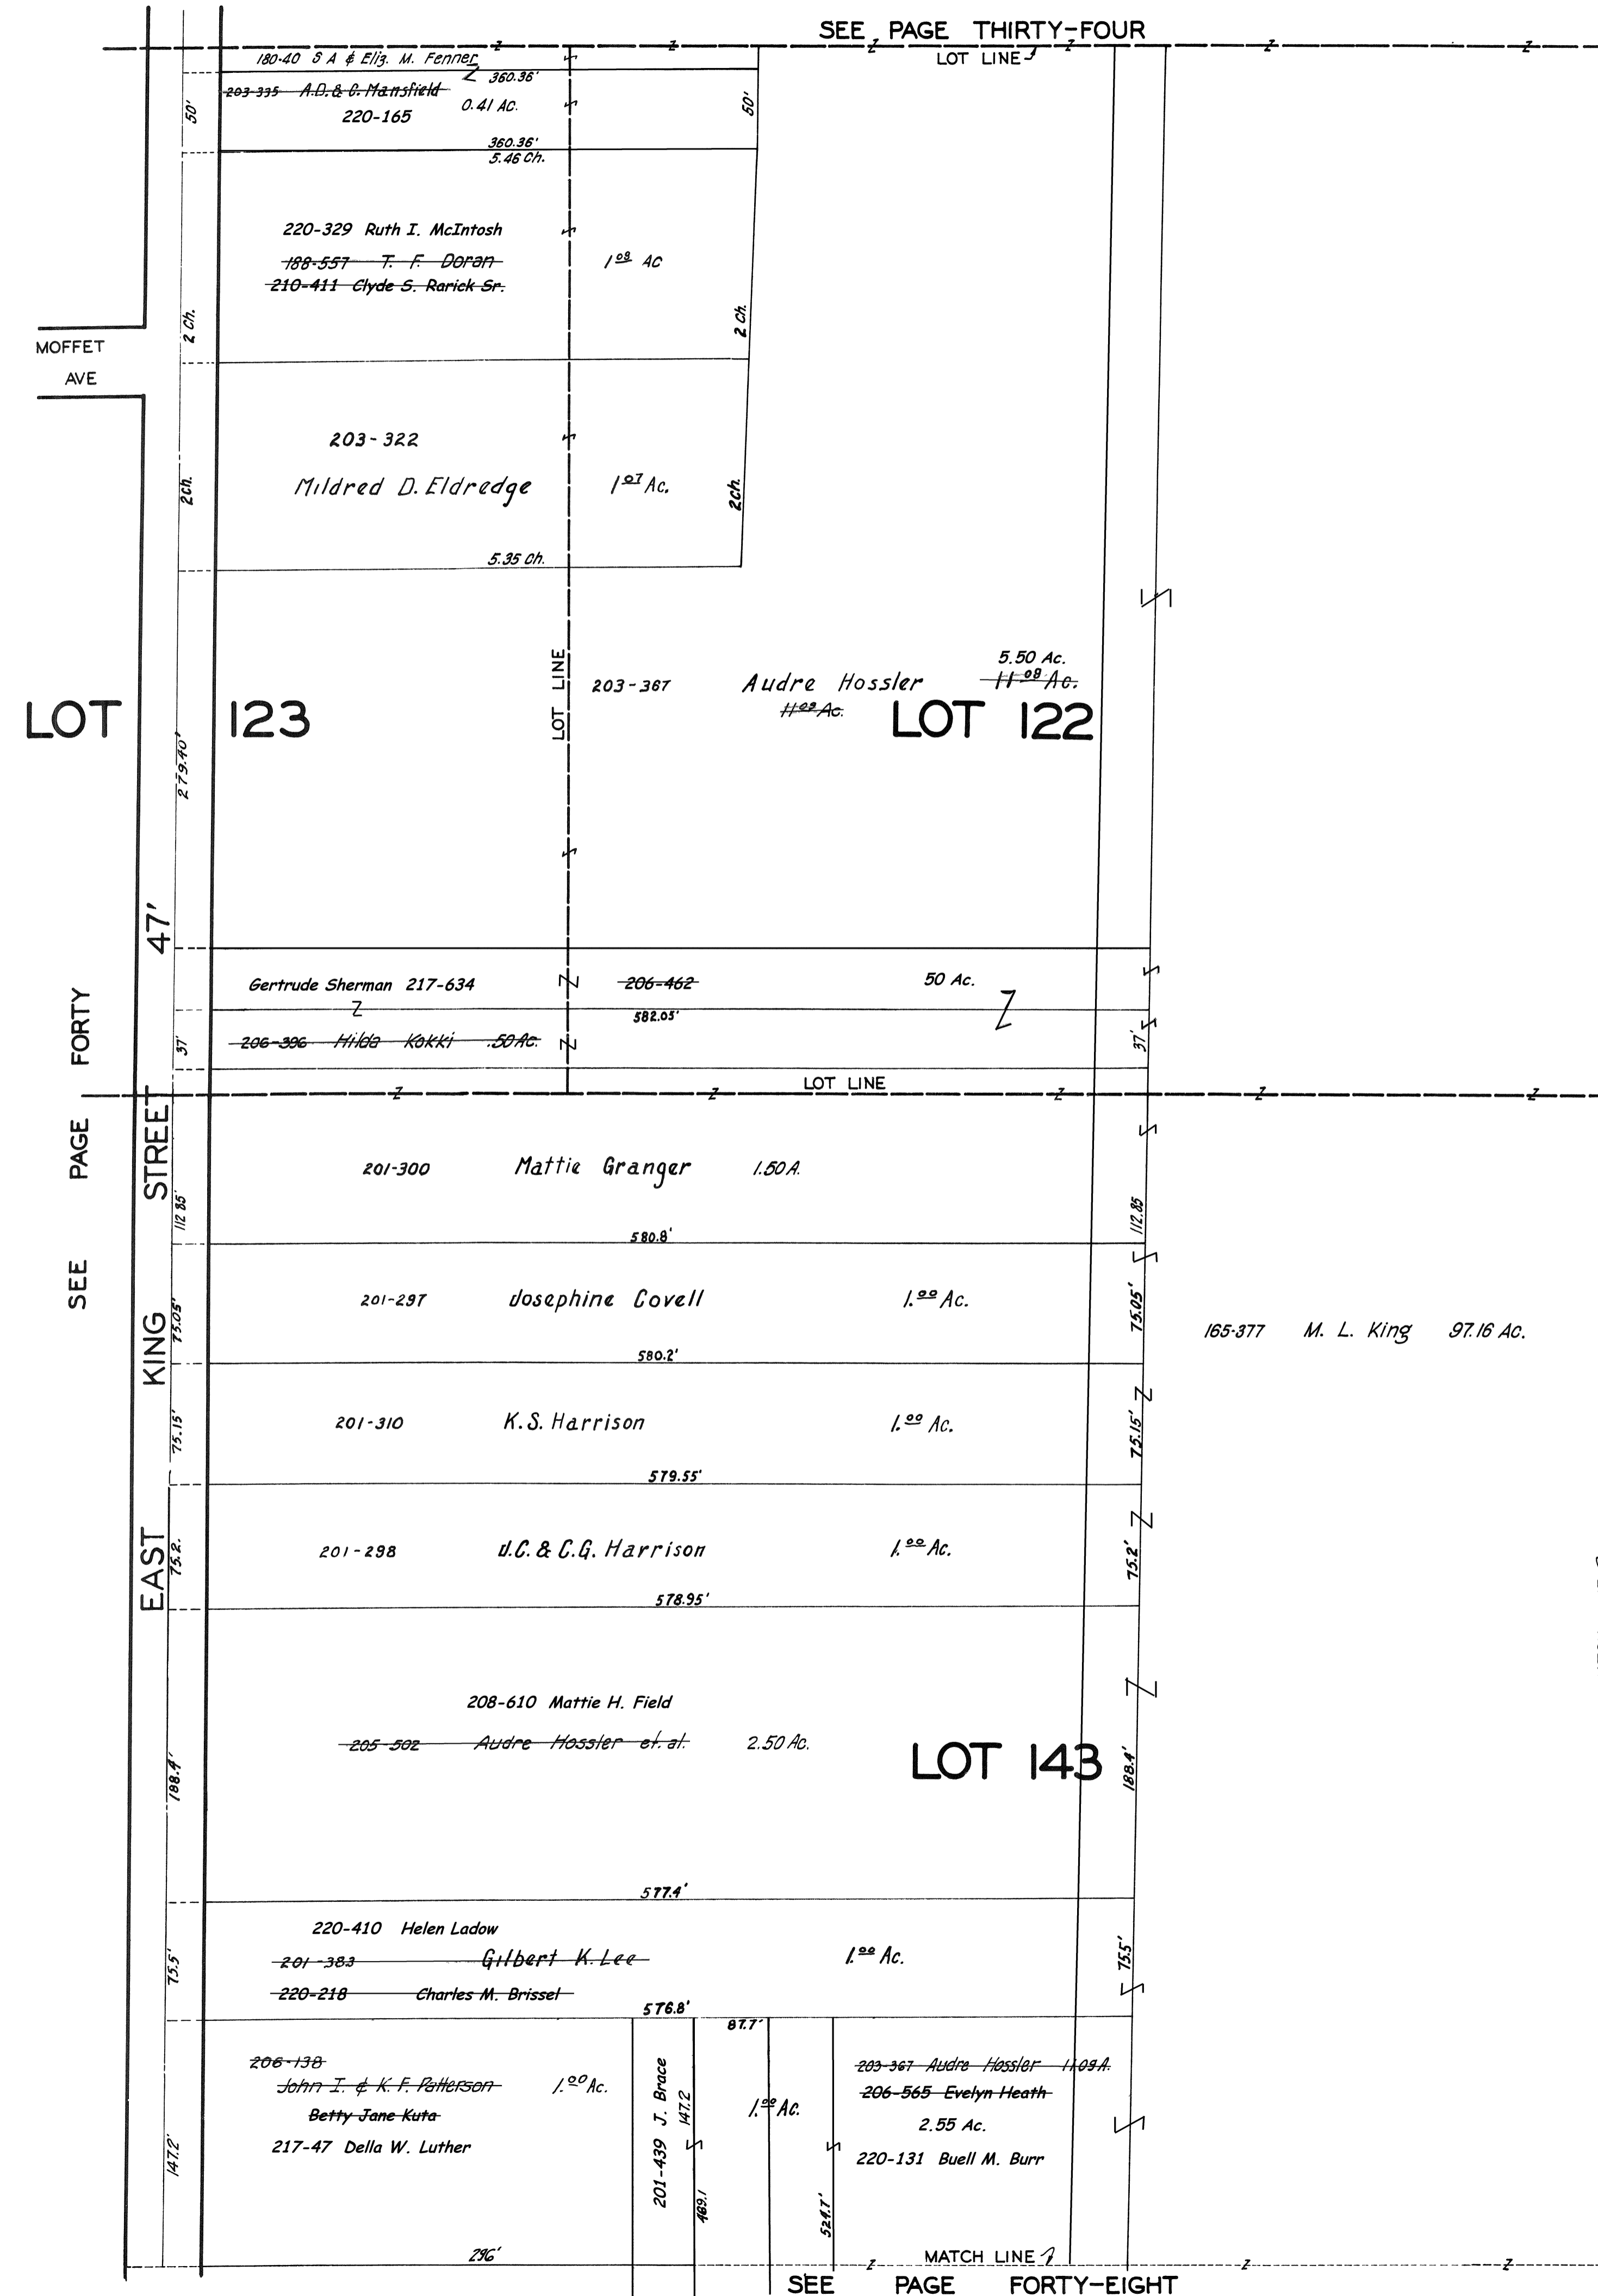 SEE PAGE THIRTY-FOUR
LOT LINE
180-40 S A & Eliz. M. Fenner
360.36'
203-335 A.D. & C. Mansfield
0.41 AC.
220-165
50'
50'
360.36'
5.46 Ch.
220-329 Ruth I. McIntosh
188-557 T. F. Doran
1 08 AC
210-411 Clyde S. Rarick Sr.
2 Ch.
2 Ch.
MOFFET
AVE
203-322
Mildred D. Eldredge
1 07 Ac.
2Ch.
2Ch.
5.35 Ch.
LOT LINE
203-367 Audre Hossler
5.50 Ac.
11 09 Ac.
11 09 Ac.
LOT 123
LOT 122
279.40'
47'
Gertrude Sherman 217-634
206-462
50 Ac.
582.05'
206-396 Hilda Kokki .50 Ac.
37'
37'
LOT LINE
SEE PAGE FORTY
EAST KING STREET
201-300 Mattie Granger 1.50 A.
112.85'
112.85
580.8'
201-297 Josephine Covell 1.00 Ac.
75.05'
75.05'
165-377 M. L. King 97.16 Ac.
580.2'
201-310 K.S. Harrison 1.00 Ac.
75.15'
75.15'
579.55'
201-298 J.C. & C.G. Harrison 1.00 Ac.
75.2.
75.2'
578.95'
208-610 Mattie H. Field
205-502 Audre Hossler et. al. 2.50 Ac.
LOT 143
188.4'
188.4'
577.4'
220-410 Helen Ladow
201-383 Gilbert K. Lee
1.00 Ac.
220-218 Charles M. Brissel
75.5'
75.5'
576.8'
87.7'
206-138
John I. & K. F. Patterson
1.00 Ac.
Betty Jane Kuta
217-47 Della W. Luther
147.2'
201-439 J. Brace
147.2
489.1
1.00 Ac.
524.7'
203-367 Audre Hossler 11.09 A.
206-565 Evelyn Heath
2.55 Ac.
220-131 Buell M. Burr
296'
MATCH LINE
SEE PAGE FORTY-EIGHT